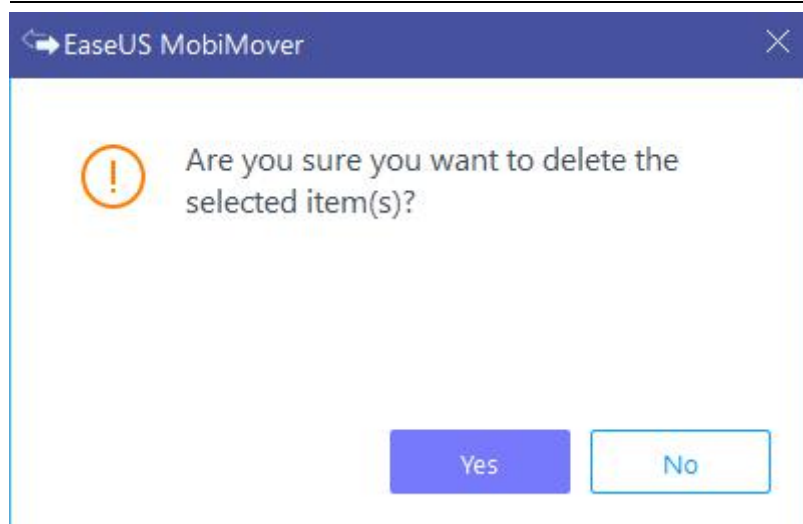 EaseUS MobiMover
Are you sure you want to delete the
selected item(s)?
Yes
No